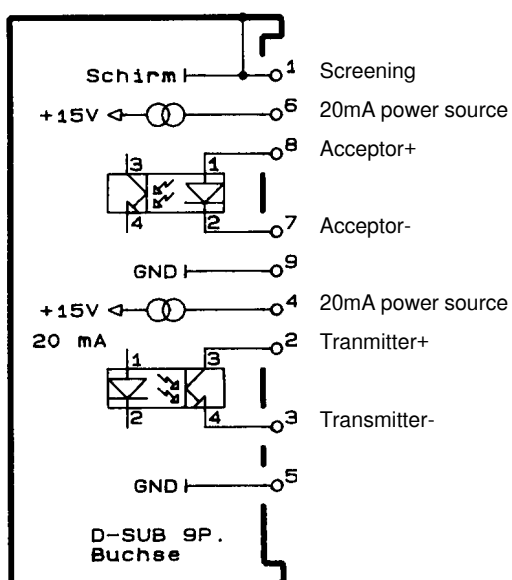 Schirm 1 Screening
+15V 6 20mA power source
8 Acceptor+
3 1
4 2
7 Acceptor-
GND 9
+15V 4 20mA power source
20 mA 2 Tranmitter+
1 3
2 4
3 Transmitter-
GND 5
D-SUB 9P.
Buchse